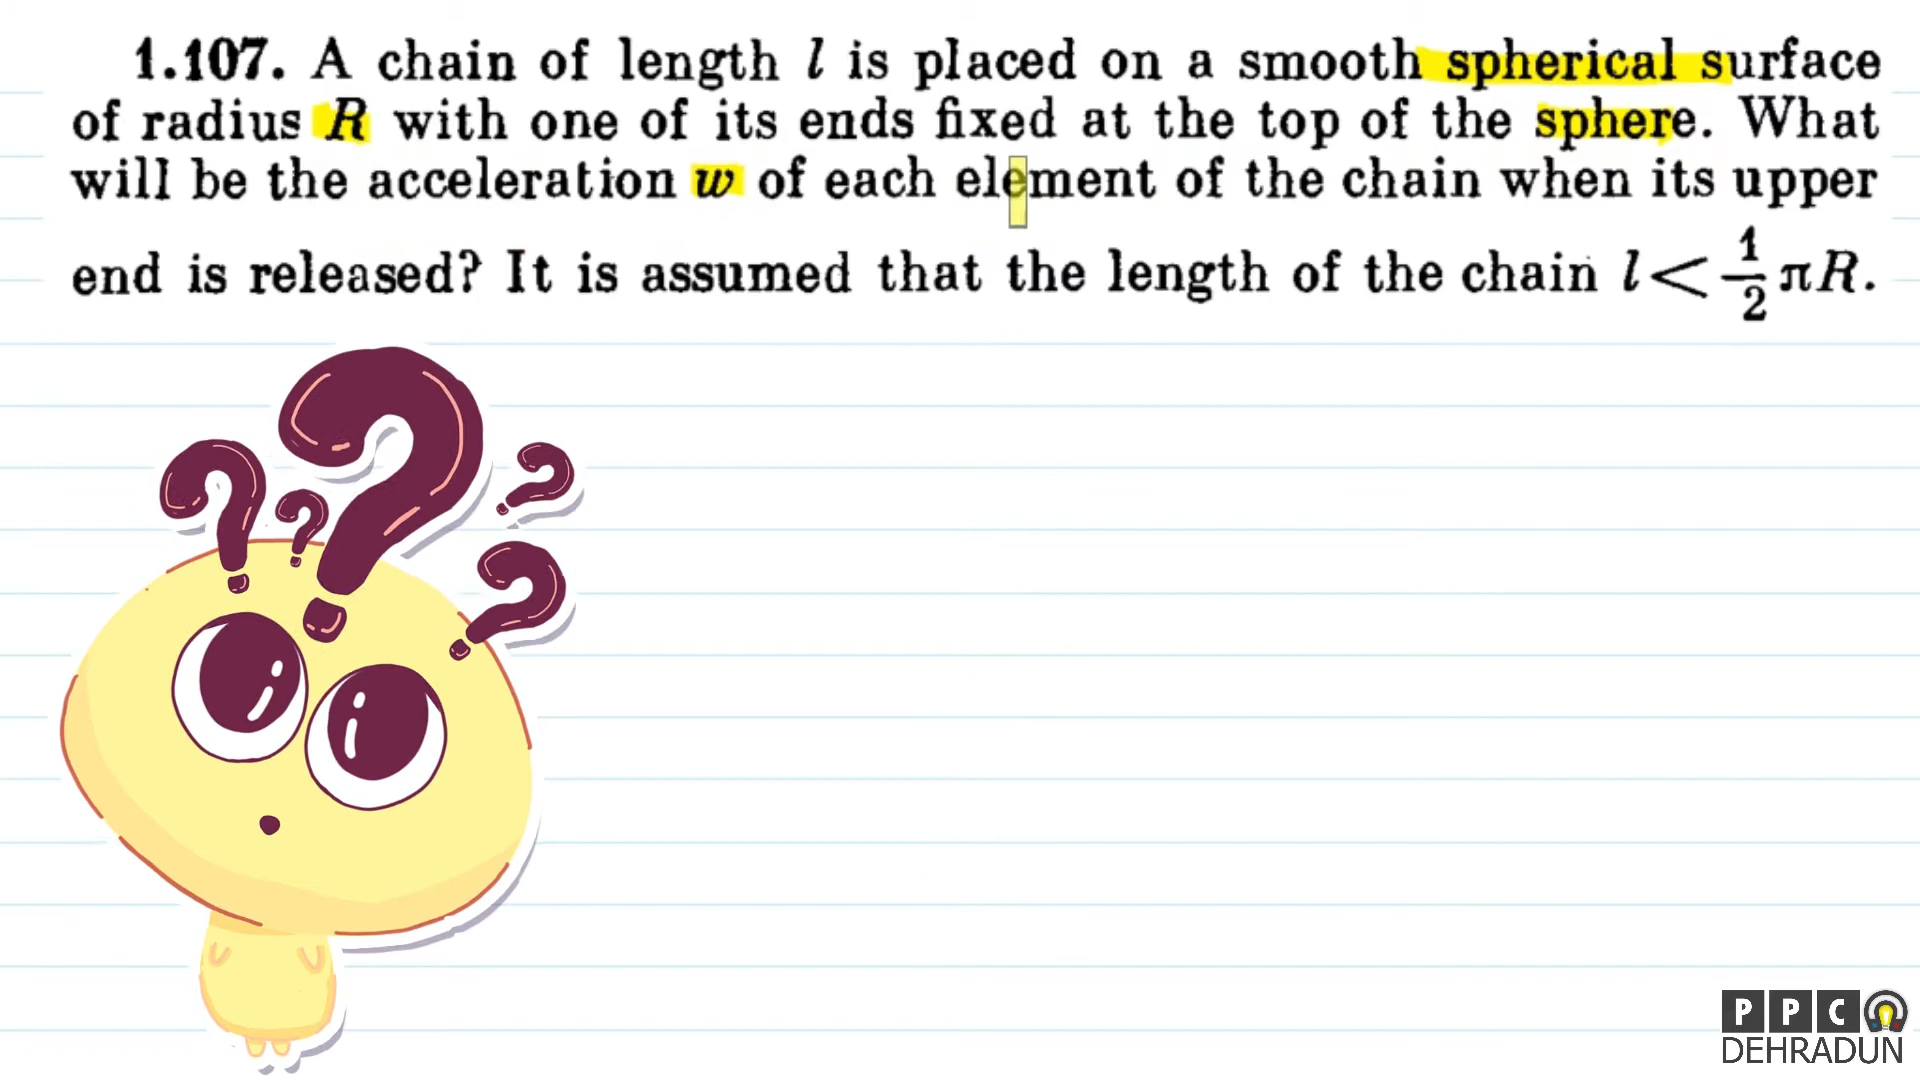 1.107. A chain of length l is placed on a smooth spherical surface
of radius R with one of its ends fixed at the top of the sphere. What
will be the acceleration w of each element of the chain when its upper
end is released? It is assumed that the length of the chain l < 1/2 πR.
? ? ? ? ?
PPC
DEHRADUN